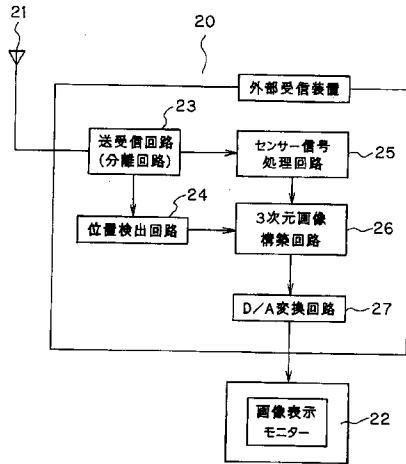 21
20
外部受信装置
23
送受信回路
(分離回路)
センサー信号
処理回路
25
24
位置検出回路
3次元画像
構築回路
26
D/A変換回路
27
画像表示
モニター
22